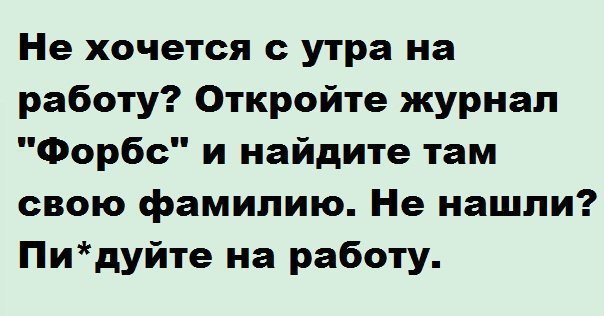 Не хочется с утра на
работу? Откройте журнал
"Форбс" и найдите там
свою фамилию. Не нашли?
Пи*дуйте на работу.